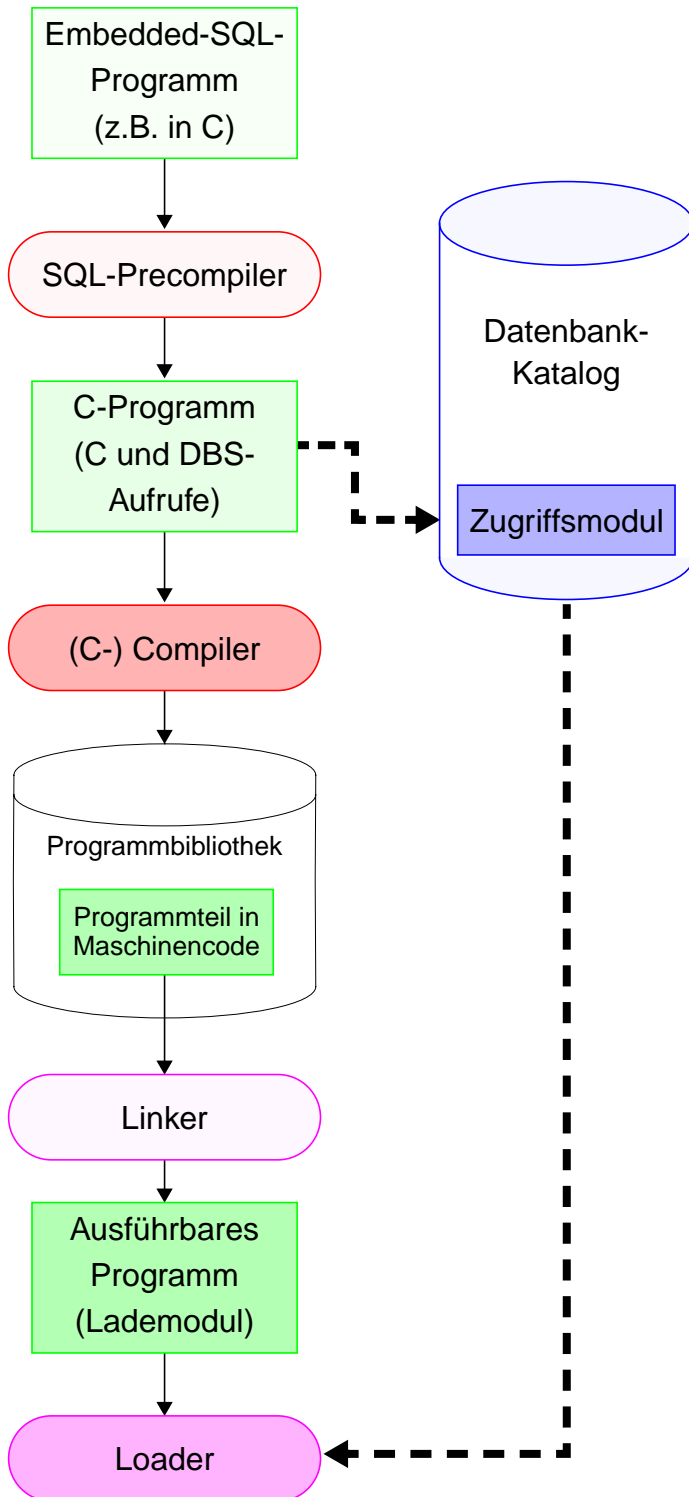 Embedded-SQL-
Programm
(z.B. in C)
SQL-Precompiler
Datenbank-
Katalog
C-Programm
(C und DBS-
Aufrufe)
Zugriffsmodul
(C-) Compiler
Programmbibliothek
Programmteil in
Maschinencode
Linker
Ausführbares
Programm
(Lademodul)
Loader